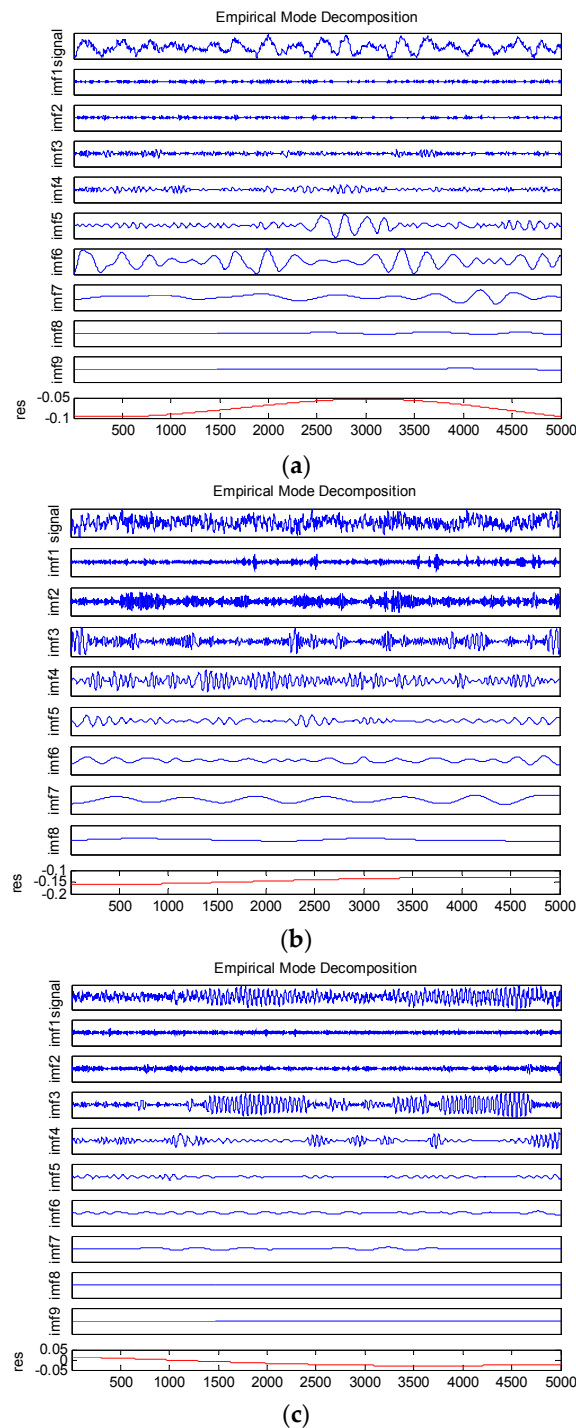 Empirical Mode Decomposition
signal
imf1
imf2
imf3
imf4
imf5
imf6
imf7
imf8
imf9
res
-0.05
-0.1
500 1000 1500 2000 2500 3000 3500 4000 4500 5000
(a)
Empirical Mode Decomposition
signal
imf1
imf2
imf3
imf4
imf5
imf6
imf7
imf8
res
-0.1
-0.15
-0.2
500 1000 1500 2000 2500 3000 3500 4000 4500 5000
(b)
Empirical Mode Decomposition
signal
imf1
imf2
imf3
imf4
imf5
imf6
imf7
imf8
imf9
res
0.05
0
-0.05
500 1000 1500 2000 2500 3000 3500 4000 4500 5000
(c)